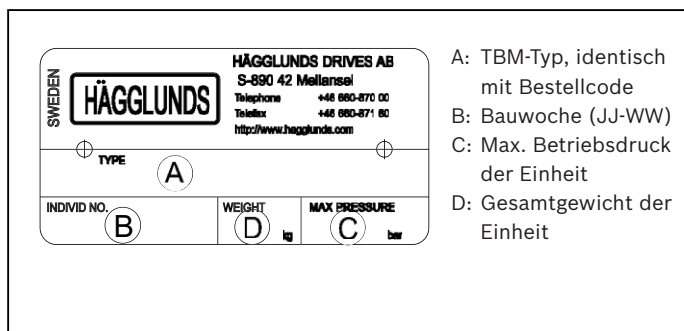 SWEDEN
HÄGGLUNDS
HÄGGLUNDS DRIVES AB
S-890 42 Mellansel
Telephone +46 660-870 00
Telefax +46 660-871 60
http://www.hagglunds.com
TYPE
A
INDIVID NO.
B
WEIGHT
D
kg
MAX PRESSURE
C
bar
A: TBM-Typ, identisch
mit Bestellcode
B: Bauwoche (JJ-WW)
C: Max. Betriebsdruck
der Einheit
D: Gesamtgewicht der
Einheit